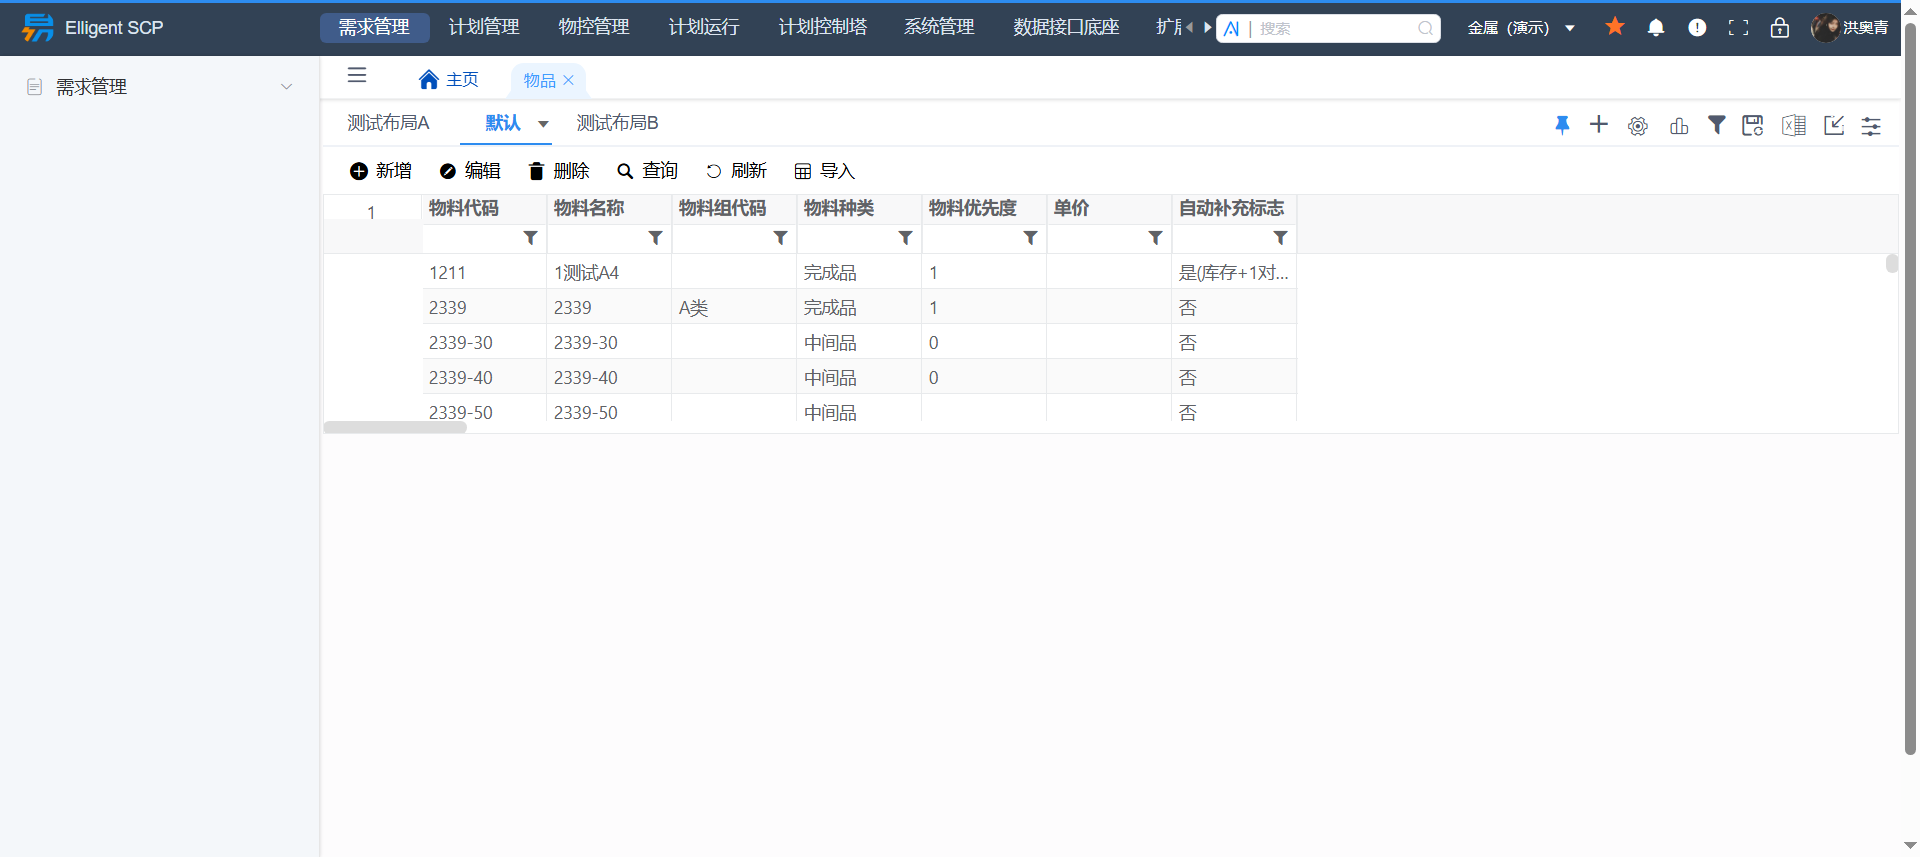 Elligent SCP
需求管理 计划管理 物控管理 计划运行 计划控制塔 系统管理 数据接口底座
AI | 搜索
金属 (演示)
洪奥青
需求管理
主页 物品
测试布局A 默认 测试布局B
新增 编辑 删除 查询 刷新 导入
1 物料代码 物料名称 物料组代码 物料种类 物料优先度 单价 自动补充标志
1211 1测试A4 完成品 1 是(库存+1对...
2339 2339 A类 完成品 1 否
2339-30 2339-30 中间品 0 否
2339-40 2339-40 中间品 0 否
2339-50 2339-50 中间品 否